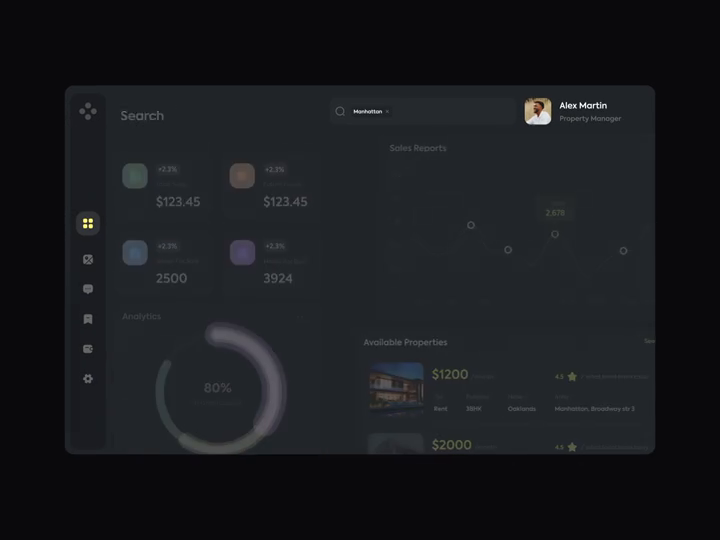 Search
Manhattan ×
Alex Martin
Property Manager
+2.3%
$123.45
+2,3%
$123.45
+2.3%
2500
+2,3%
3924
Sales Reports
2,678
Analytics
80%
Available Properties
$1200
4.5
Rent 3BHK Oaklands Manhattan, Broadway str 2
$2000
4.5